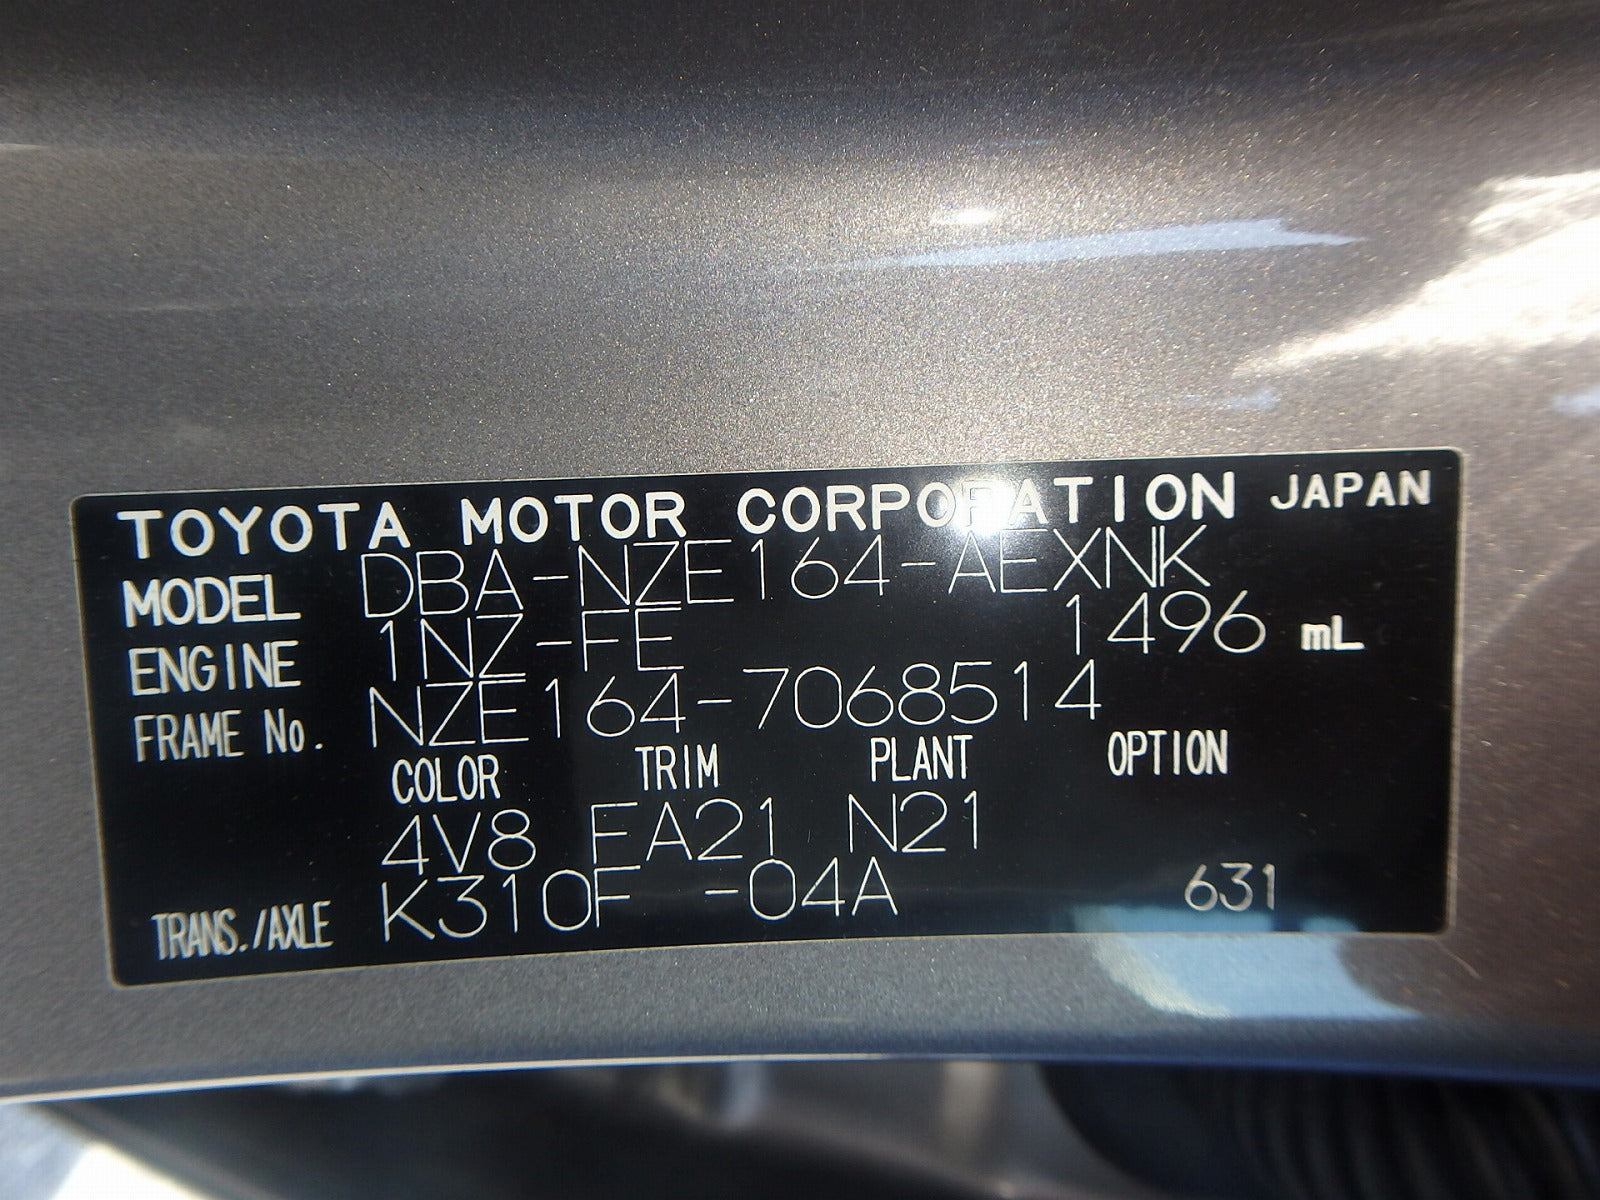 TOYOTA MOTOR CORPORATION JAPAN
MODEL DBA-NZE164-AEXNK
ENGINE 1NZ-FE 1496 mL
FRAME No. NZE164-7068514
COLOR TRIM PLANT OPTION
4V8 EA21 N21
TRANS./AXLE K310F -04A 631